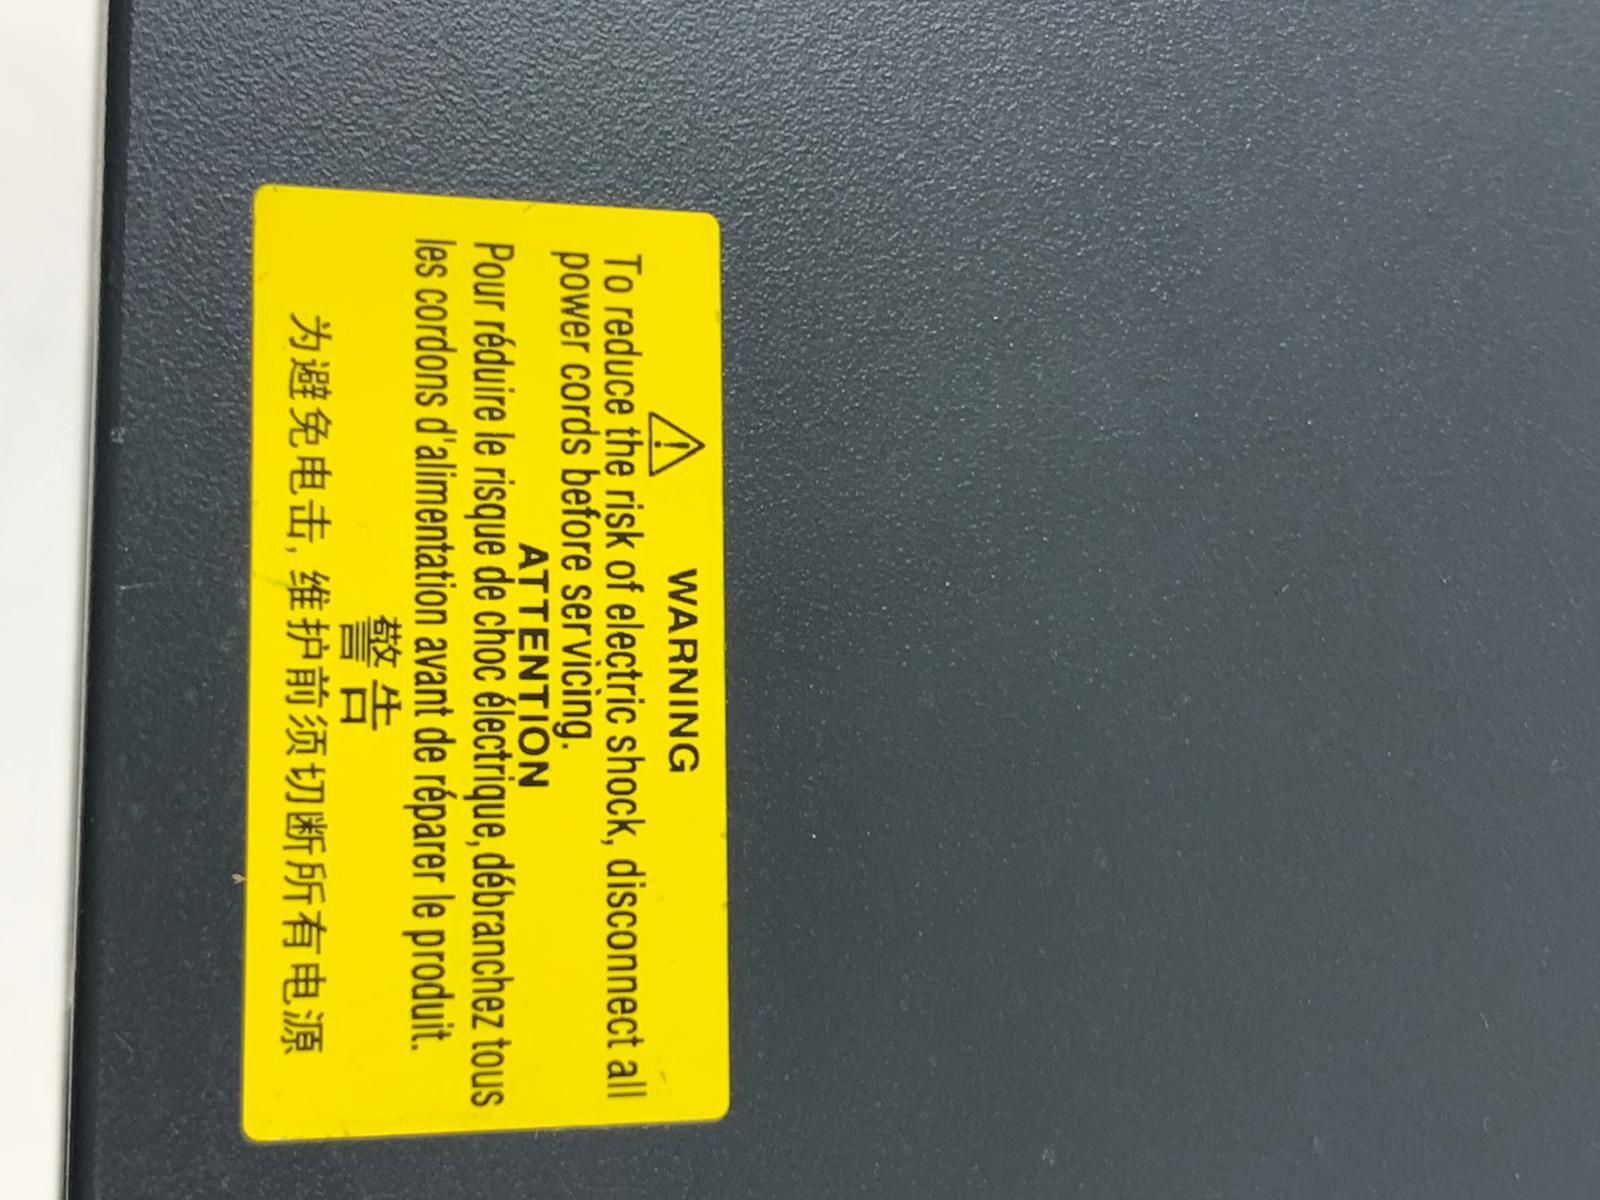 WARNING
To reduce the risk of electric shock, disconnect all
power cords before servicing.
ATTENTION
Pour réduire le risque de choc électrique, débranchez tous
les cordons d'alimentation avant de réparer le produit.
警告
为避免电击, 维护前须切断所有电源